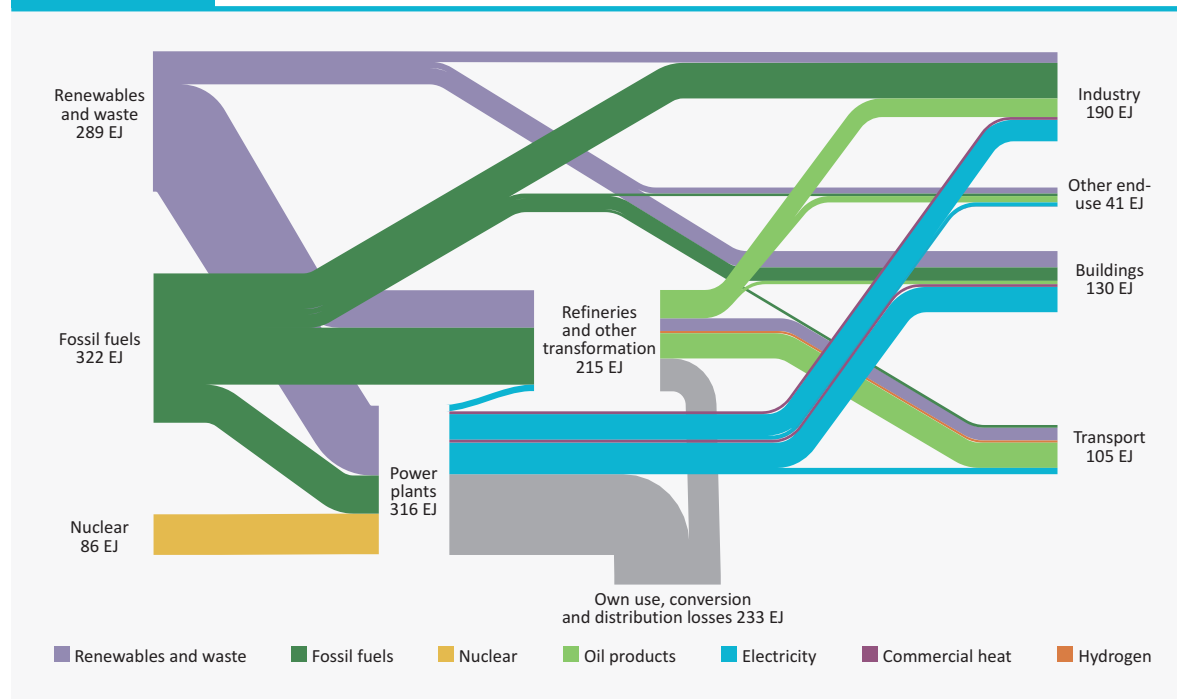 Renewables
and waste
289 EJ
Fossil fuels
322 EJ
Nuclear
86 EJ
Power
plants
316 EJ
Refineries
and other
transformation
215 EJ
Own use, conversion
and distribution losses 233 EJ
Industry
190 EJ
Other end-
use 41 EJ
Buildings
130 EJ
Transport
105 EJ
Renewables and waste
Fossil fuels
Nuclear
Oil products
Electricity
Commercial heat
Hydrogen